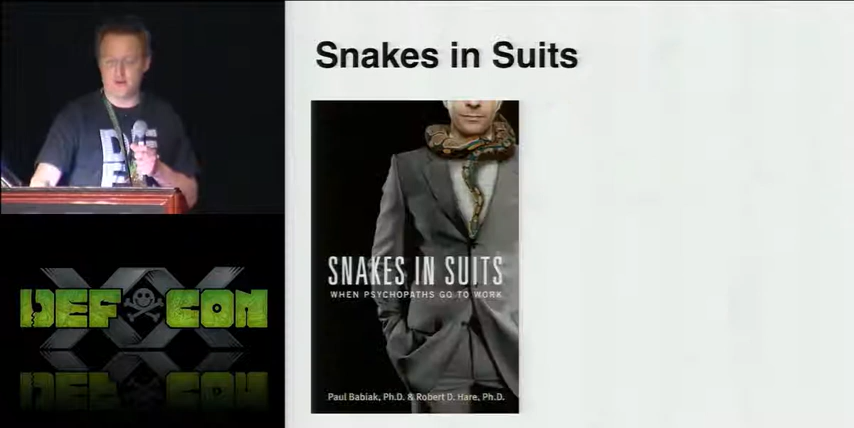 Snakes in Suits
SNAKES IN SUITS
WHEN PSYCHOPATHS GO TO WORK
Paul Babiak, Ph.D. & Robert D. Hare, Ph.D.
DEF CON
XX